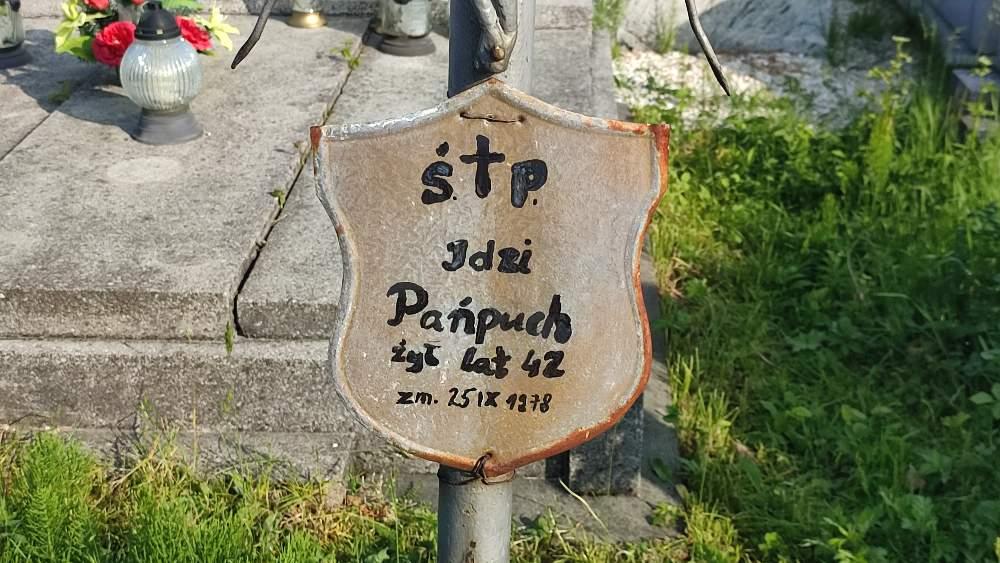 ś.†p.
Idzi
Pańpuch
żył lat 42
zm. 25 IX 1978